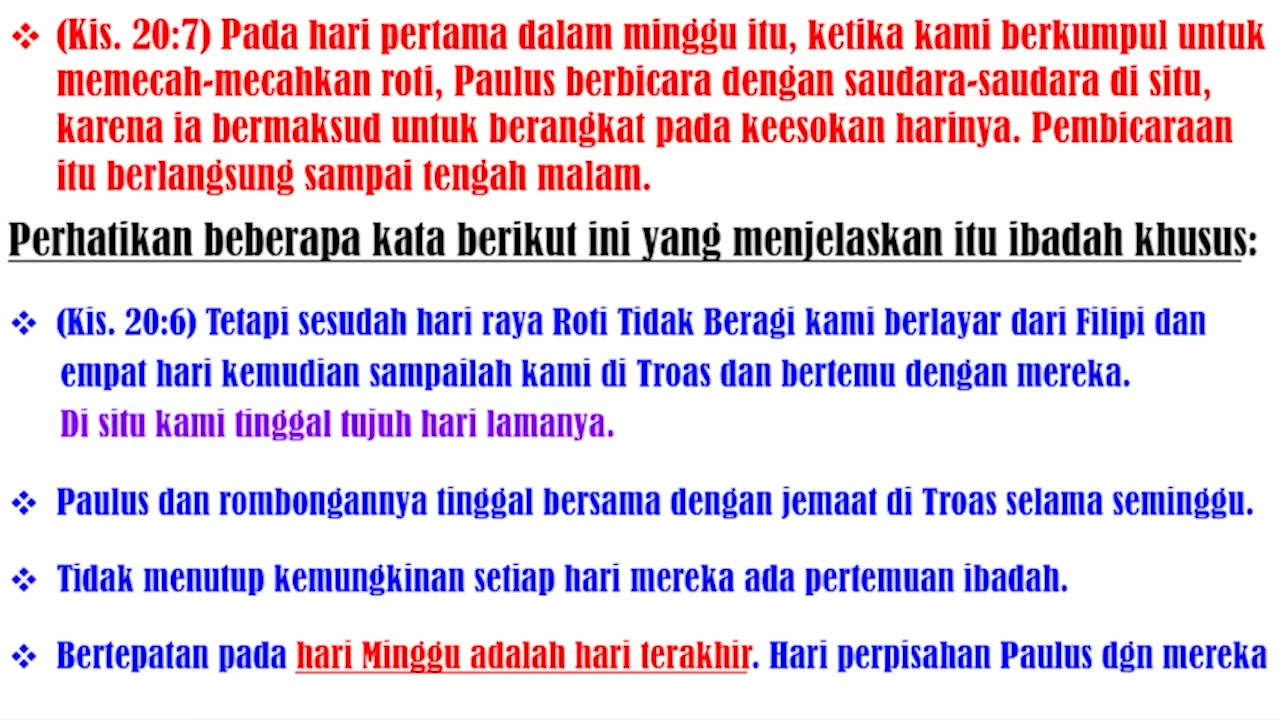 ❖ (Kis. 20:7) Pada hari pertama dalam minggu itu, ketika kami berkumpul untuk
memecah-mecahkan roti, Paulus berbicara dengan saudara-saudara di situ,
karena ia bermaksud untuk berangkat pada keesokan harinya. Pembicaraan
itu berlangsung sampai tengah malam.
Perhatikan beberapa kata berikut ini yang menjelaskan itu ibadah khusus:
❖ (Kis. 20:6) Tetapi sesudah hari raya Roti Tidak Beragi kami berlayar dari Filipi dan
empat hari kemudian sampailah kami di Troas dan bertemu dengan mereka.
Di situ kami tinggal tujuh hari lamanya.
❖ Paulus dan rombongannya tinggal bersama dengan jemaat di Troas selama seminggu.
❖ Tidak menutup kemungkinan setiap hari mereka ada pertemuan ibadah.
❖ Bertepatan pada hari Minggu adalah hari terakhir. Hari perpisahan Paulus dgn mereka